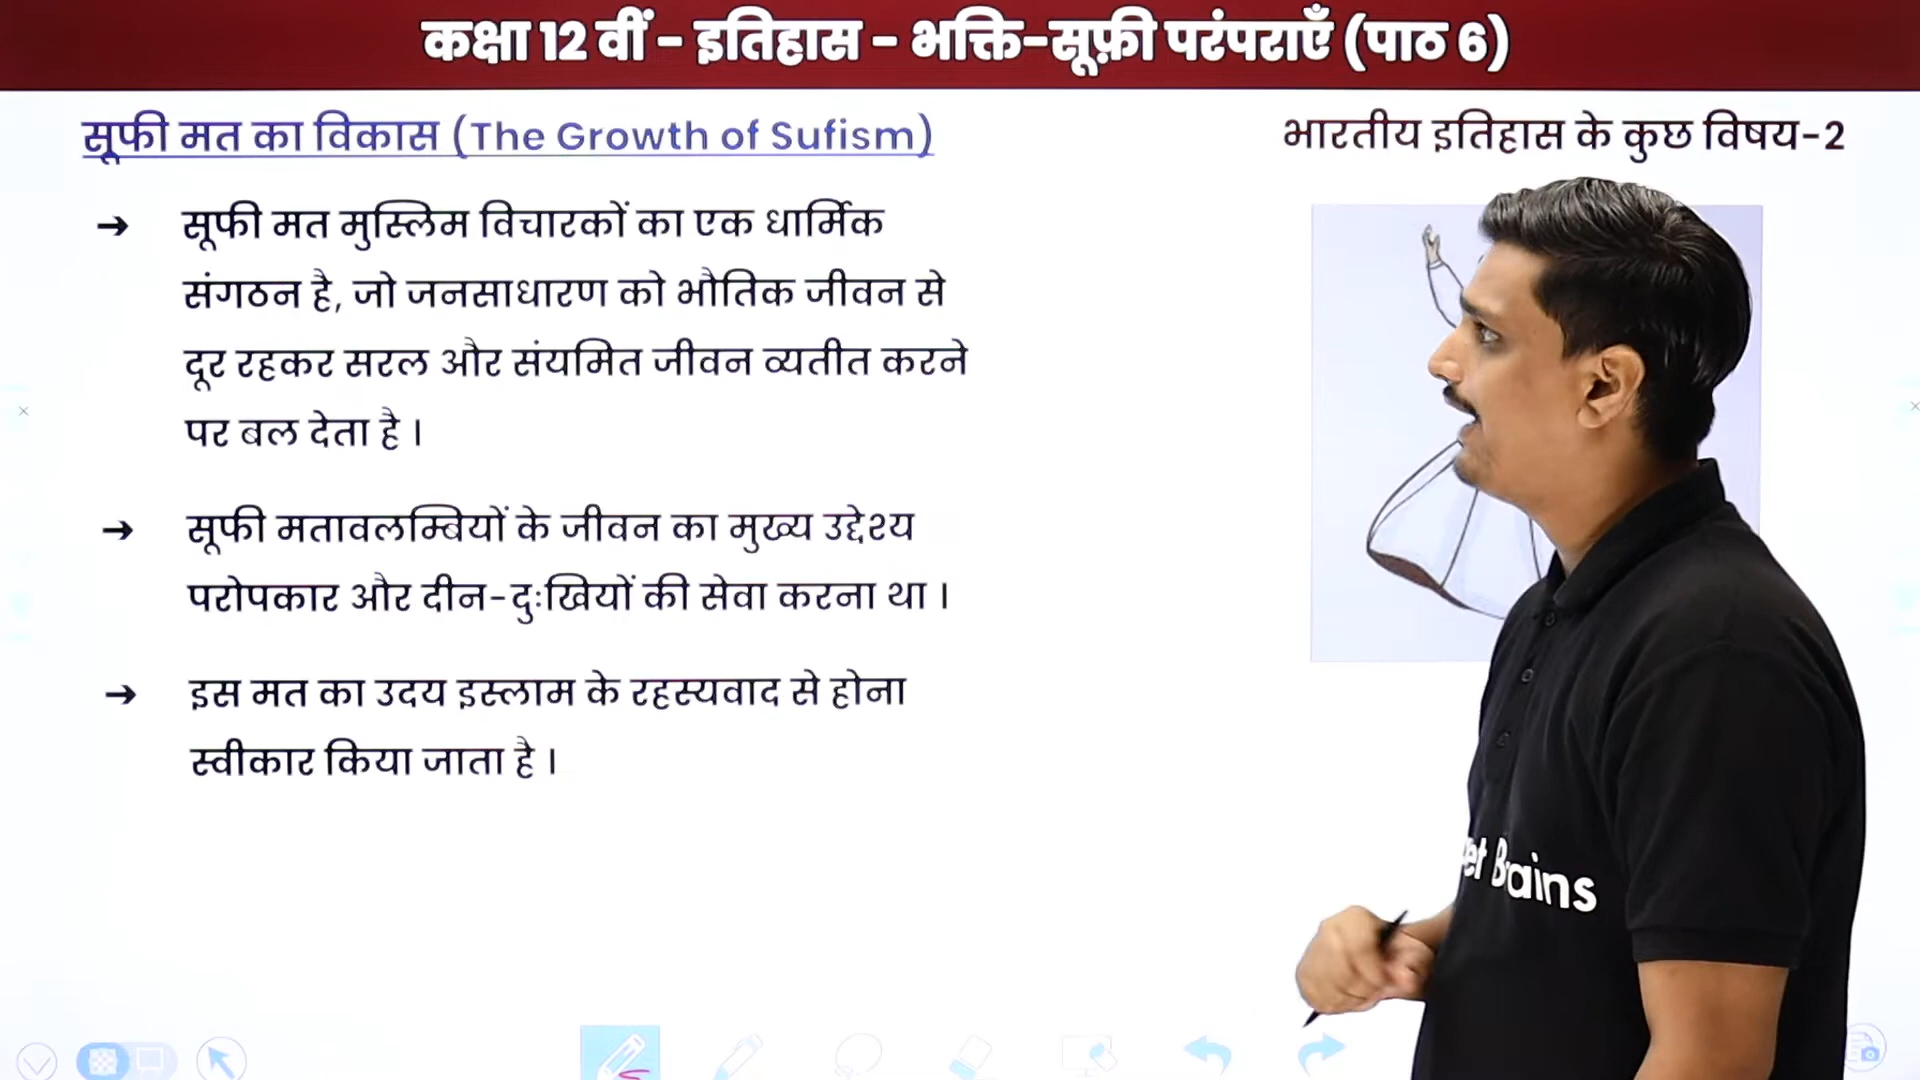 कक्षा 12 वीं - इतिहास - भक्ति-सूफ़ी परंपराएँ (पाठ 6)
सूफी मत का विकास (The Growth of Sufism)
भारतीय इतिहास के कुछ विषय-2
→ सूफी मत मुस्लिम विचारकों का एक धार्मिक
संगठन है, जो जनसाधारण को भौतिक जीवन से
दूर रहकर सरल और संयमित जीवन व्यतीत करने
पर बल देता है ।
→ सूफी मतावलम्बियों के जीवन का मुख्य उद्देश्य
परोपकार और दीन-दुःखियों की सेवा करना था ।
→ इस मत का उदय इस्लाम के रहस्यवाद से होना
स्वीकार किया जाता है ।
Brains